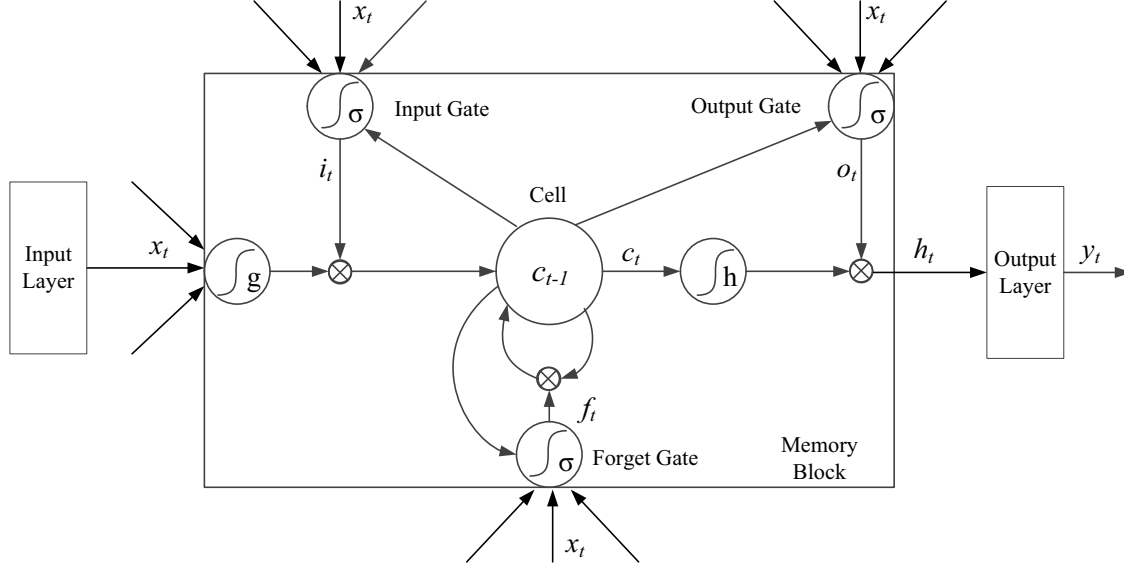 x_t
x_t
σ
Input Gate
Output Gate
σ
i_t
o_t
Cell
Input
Layer
x_t
g
c_{t-1}
c_t
h
h_t
Output
Layer
y_t
f_t
σ
Forget Gate
Memory
Block
x_t